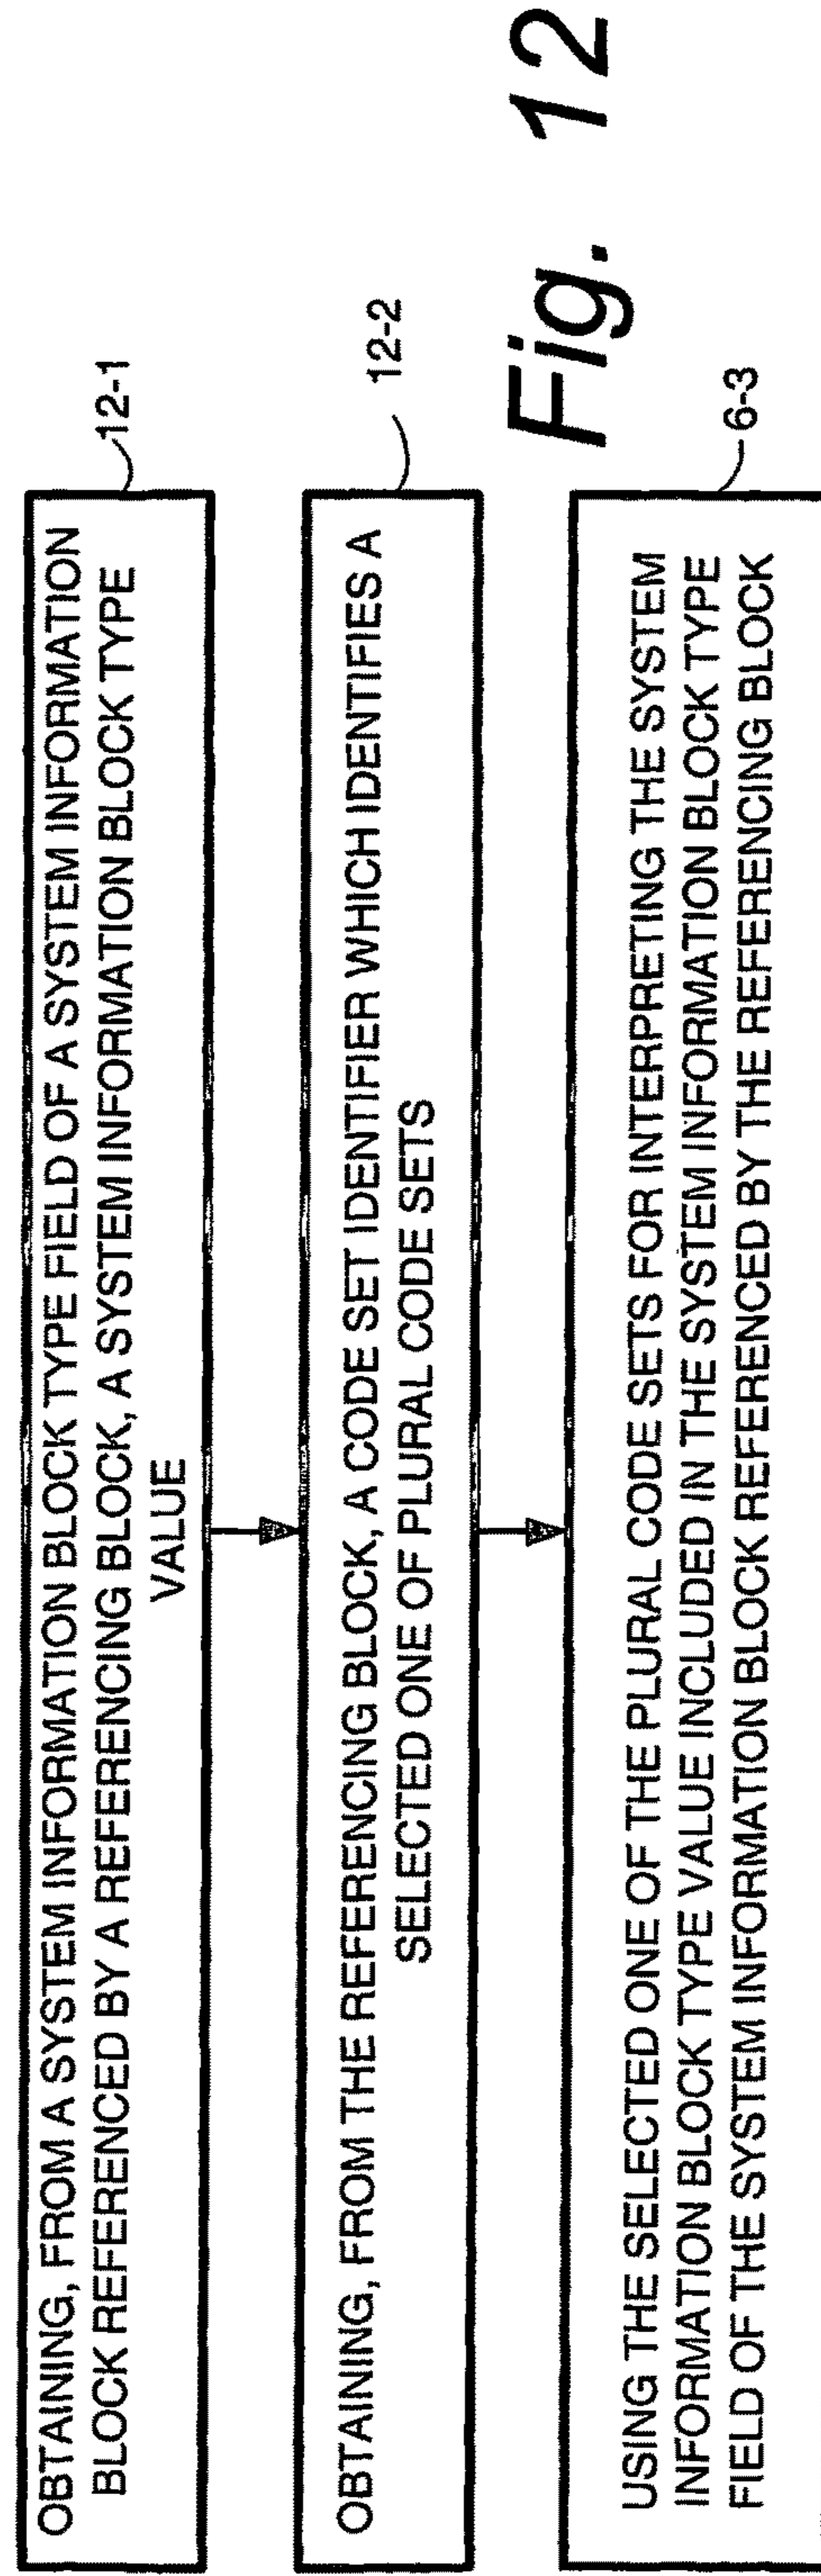 OBTAINING, FROM A SYSTEM INFORMATION BLOCK TYPE FIELD OF A SYSTEM INFORMATION
BLOCK REFERENCED BY A REFERENCING BLOCK, A SYSTEM INFORMATION BLOCK TYPE
VALUE
12-1
OBTAINING, FROM THE REFERENCING BLOCK, A CODE SET IDENTIFIER WHICH IDENTIFIES A
SELECTED ONE OF PLURAL CODE SETS
12-2
USING THE SELECTED ONE OF THE PLURAL CODE SETS FOR INTERPRETING THE SYSTEM
INFORMATION BLOCK TYPE VALUE INCLUDED IN THE SYSTEM INFORMATION BLOCK TYPE
FIELD OF THE SYSTEM INFORMATION BLOCK REFERENCED BY THE REFERENCING BLOCK
6-3
Fig. 12